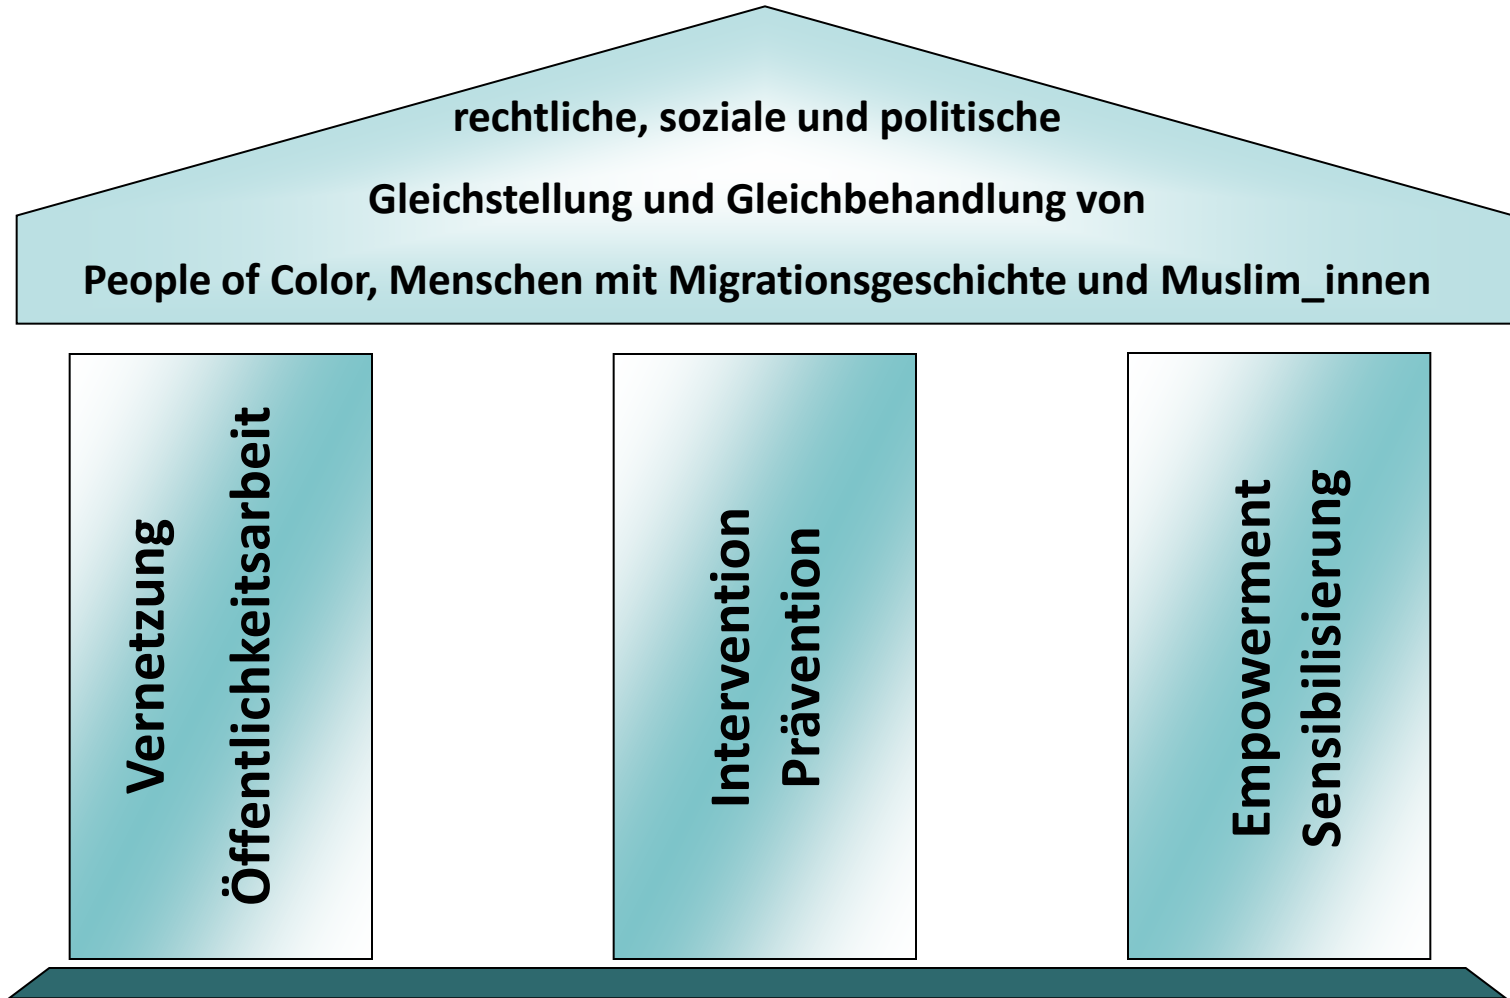 rechtliche, soziale und politische
Gleichstellung und Gleichbehandlung von
People of Color, Menschen mit Migrationsgeschichte und Muslim_innen
Vernetzung
Öffentlichkeitsarbeit
Intervention
Prävention
Empowerment
Sensibilisierung